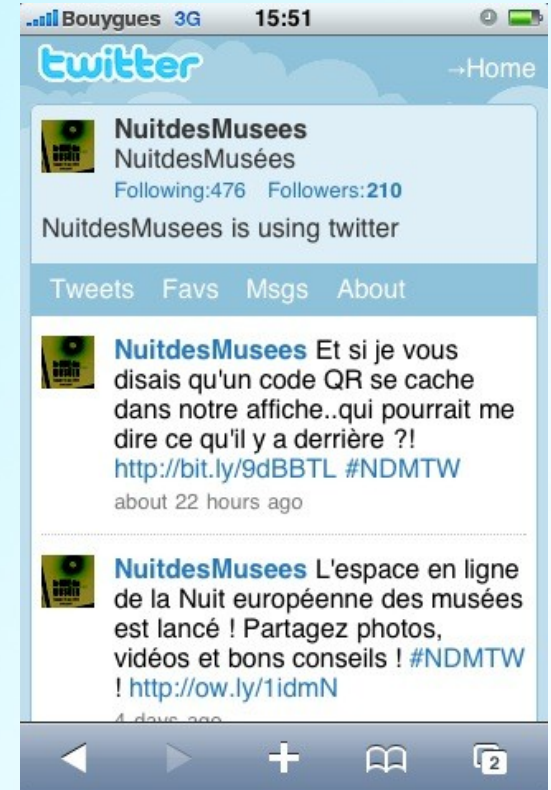 Bouygues 3G 15:51
twitter →Home
NuitdesMusees
NuitdesMusées
Following:476 Followers:210
NuitdesMusees is using twitter
Tweets Favs Msgs About
NuitdesMusees Et si je vous
disais qu'un code QR se cache
dans notre affiche..qui pourrait me
dire ce qu'il y a derrière ?!
http://bit.ly/9dBBTL #NDMTW
about 22 hours ago
NuitdesMusees L'espace en ligne
de la Nuit européenne des musées
est lancé ! Partagez photos,
vidéos et bons conseils ! #NDMTW
! http://ow.ly/1idmN
4 days ago
2